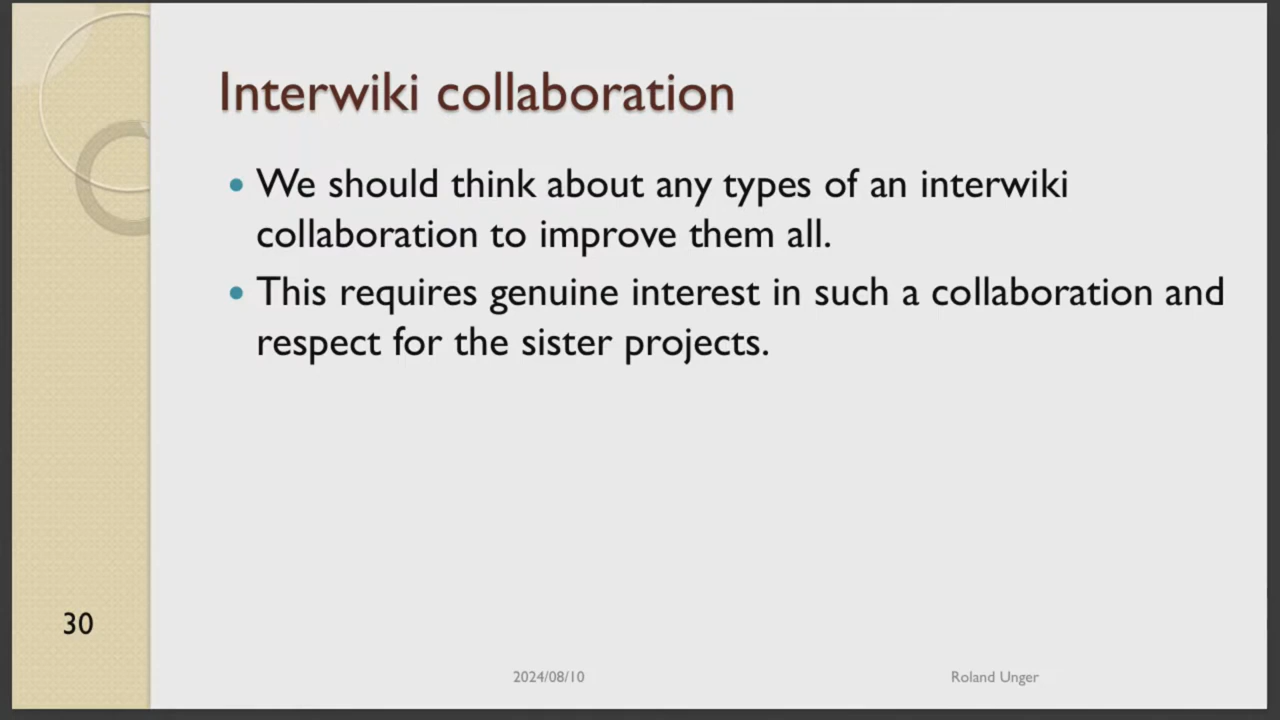 Interwiki collaboration
• We should think about any types of an interwiki
collaboration to improve them all.
• This requires genuine interest in such a collaboration and
respect for the sister projects.
30
2024/08/10
Roland Unger